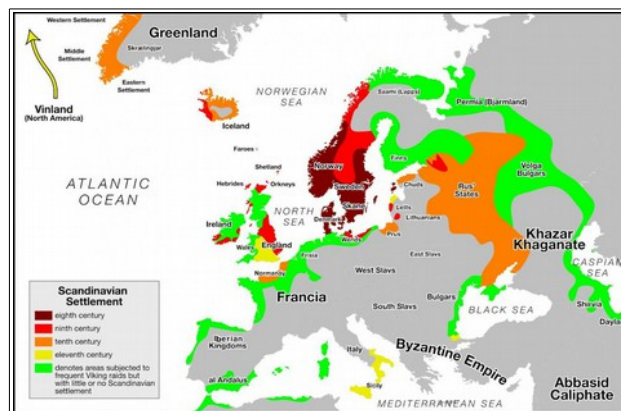 Western Settlement
Greenland
Skrælingjar
Middle
Settlement
Eastern
Settlement
Vinland
(North America)
NORWEGIAN
SEA
Iceland
Faroes
Shetland
Hebrides
Orkneys
ATLANTIC
OCEAN
NORTH
SEA
Ireland
Wales
England
Normandy
Frisia
Norway
Sweden
Skane
Denmark
Wends
Saami (Lapps)
Finns
Permia (Bjarmland)
Volga
Bulgars
Chuds
Rus
States
Letts
Lithuanians
Prus
East Slavs
West Slavs
South Slavs
Bulgars
Khazar
Khaganate
CASPIAN
SEA
Shirvan
Dayla
BLACK SEA
Francia
Iberian
Kingdoms
al Andalus
Italy
Sicily
Byzantine Empire
MEDITERRANEAN SEA
Abbasid
Caliphate
Scandinavian
Settlement
eighth century
ninth century
tenth century
eleventh century
denotes areas subjected to
frequent Viking raids but
with little or no Scandinavian
settlement